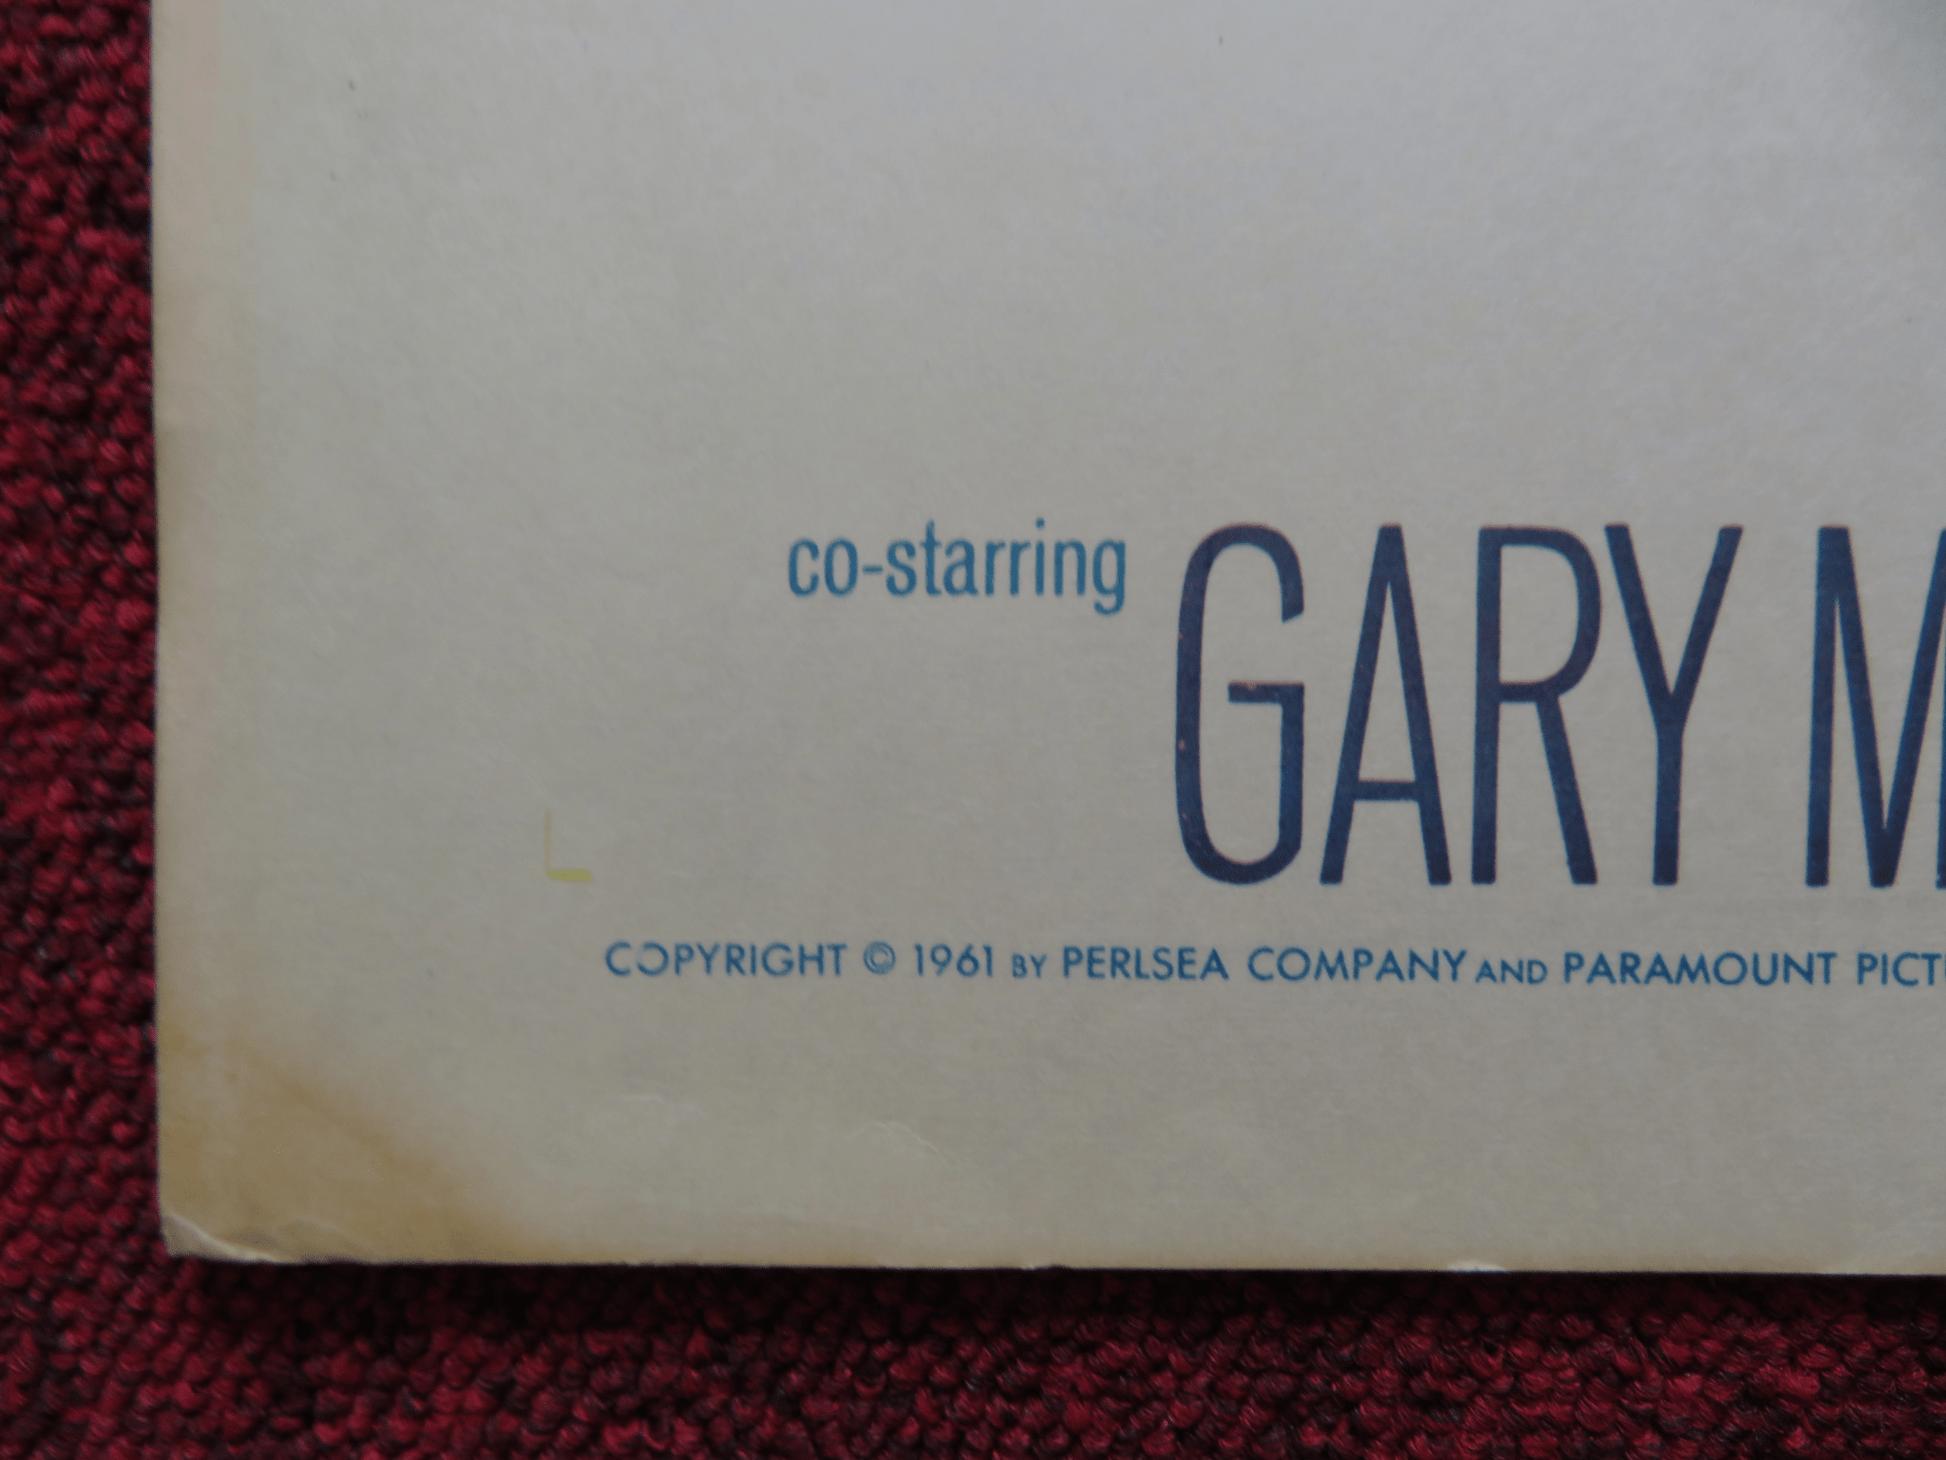 co-starring GARY M
COPYRIGHT © 1961 BY PERLSEA COMPANY AND PARAMOUNT PICT